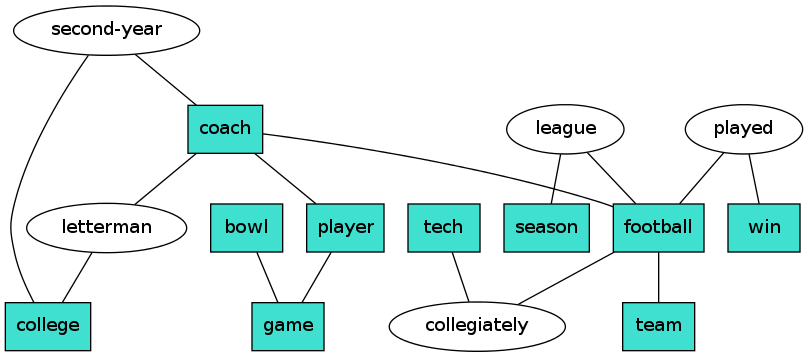 second-year
coach
league
played
letterman
bowl
player
tech
season
football
win
college
game
collegiately
team